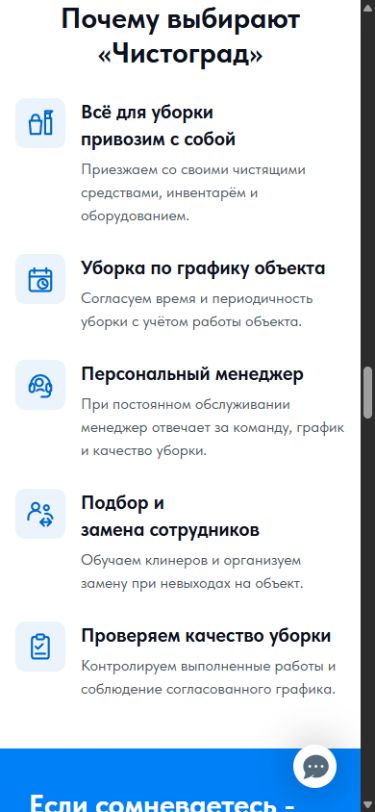 Почему выбирают
«Чистоград»
Всё для уборки
привозим с собой
Приезжаем со своими чистящими
средствами, инвентарём и
оборудованием.
Уборка по графику объекта
Согласуем время и периодичность
уборки с учётом работы объекта.
Персональный менеджер
При постоянном обслуживании
менеджер отвечает за команду, график
и качество уборки.
Подбор и
замена сотрудников
Обучаем клинеров и организуем
замену при невыходах на объект.
Проверяем качество уборки
Контролируем выполненные работы и
соблюдение согласованного графика.
Если сомневаетесь -